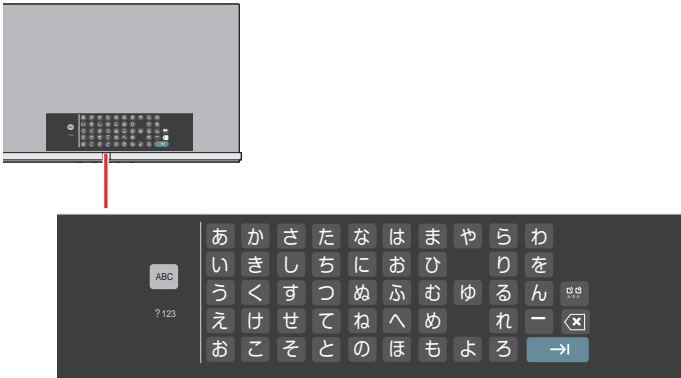 あ か さ た な は ま や ら わ
ABC い き し ち に お ひ り を
う く す つ ぬ ふ む ゆ る ん
?123 え け せ て ね へ め れ ー
お こ そ と の ほ も よ ろ